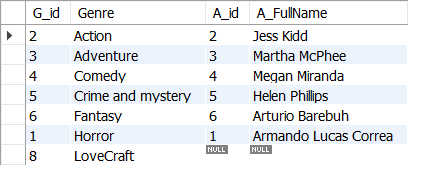 G_id Genre A_id A_FullName
2 Action 2 Jess Kidd
3 Adventure 3 Martha McPhee
4 Comedy 4 Megan Miranda
5 Crime and mystery 5 Helen Phillips
6 Fantasy 6 Arturio Barebuh
1 Horror 1 Armando Lucas Correa
8 LoveCraft NULL NULL